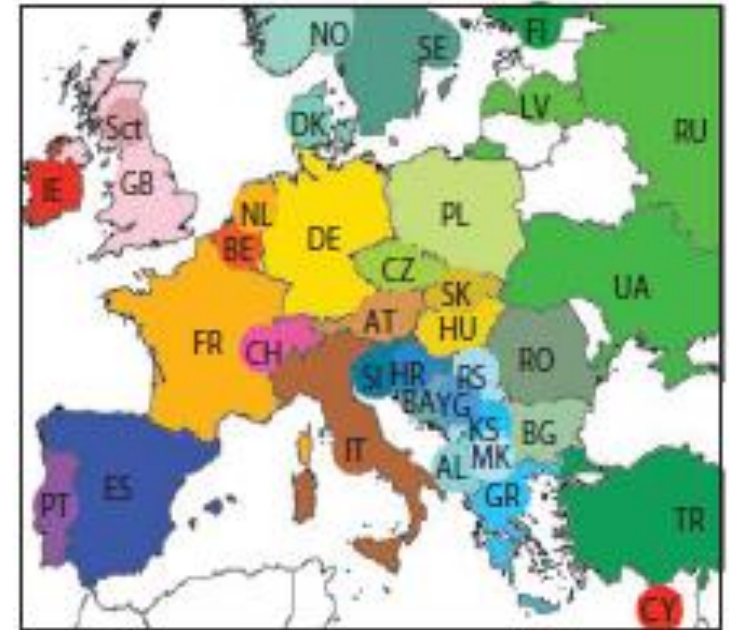 NO
SE
FI
LV
RU
DK
Sct
IE
GB
NL
BE
DE
PL
CZ
SK
UA
FR
CH
AT
HU
RO
SI
HR
RS
BA
YG
KS
BG
IT
AL
MK
GR
PT
ES
TR
CY